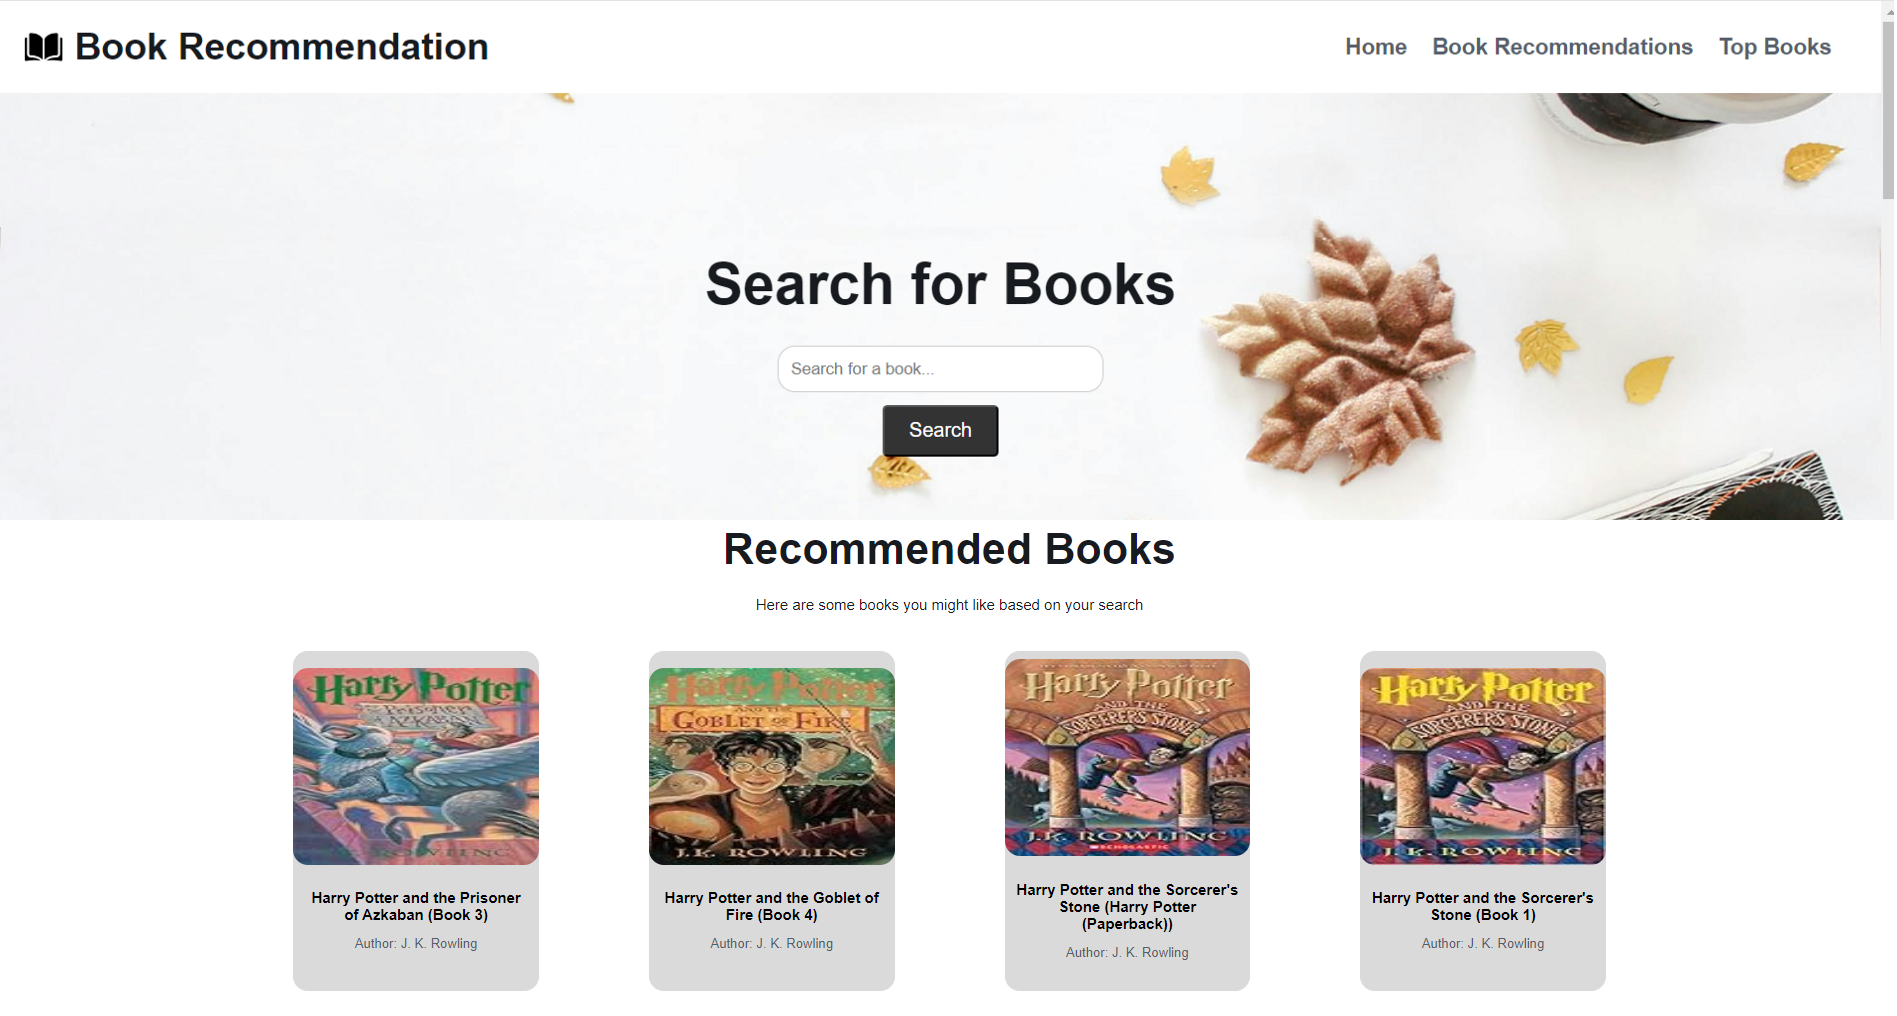 Book Recommendation
Home Book Recommendations Top Books
Search for Books
Search for a book...
Search
Recommended Books
Here are some books you might like based on your search
Harry Potter
Prisoner
AZKABAN
J.K. ROWLING
Harry Potter and the Prisoner
of Azkaban (Book 3)
Author: J. K. Rowling
Harry Potter
AND THE
GOBLET OF FIRE
J.K. ROWLING
Harry Potter and the Goblet of
Fire (Book 4)
Author: J. K. Rowling
Harry Potter
AND THE
SORCERER'S STONE
J.K. ROWLING
SCHOLASTIC
Harry Potter and the Sorcerer's
Stone (Harry Potter
(Paperback))
Author: J. K. Rowling
Harry Potter
AND THE
SORCERER'S STONE
J.K. ROWLING
Harry Potter and the Sorcerer's
Stone (Book 1)
Author: J. K. Rowling